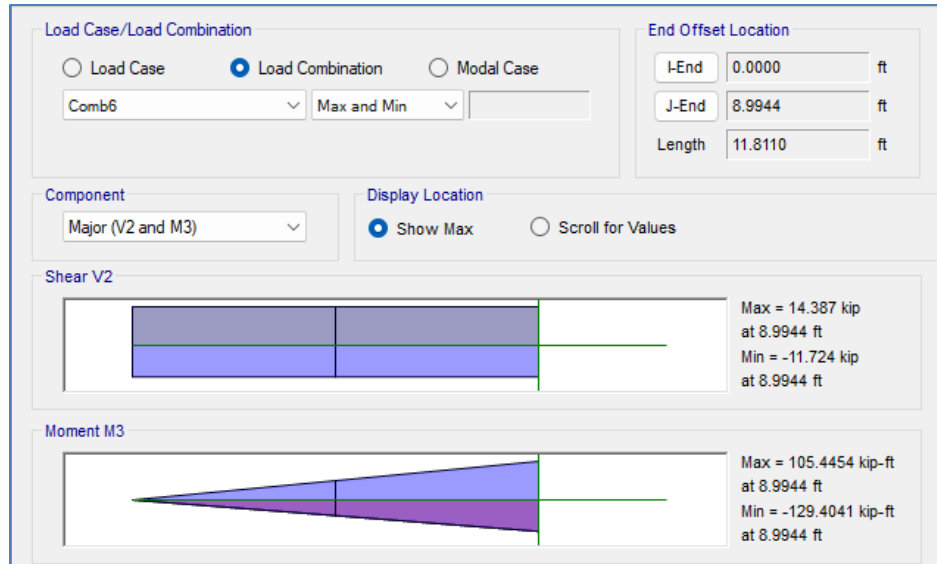 Load Case/Load Combination
Load Case
Load Combination
Modal Case
Comb6
Max and Min
End Offset Location
I-End 0.0000 ft
J-End 8.9944 ft
Length 11.8110 ft
Component
Major (V2 and M3)
Display Location
Show Max
Scroll for Values
Shear V2
Max = 14.387 kip
at 8.9944 ft
Min = -11.724 kip
at 8.9944 ft
Moment M3
Max = 105.4454 kip-ft
at 8.9944 ft
Min = -129.4041 kip-ft
at 8.9944 ft